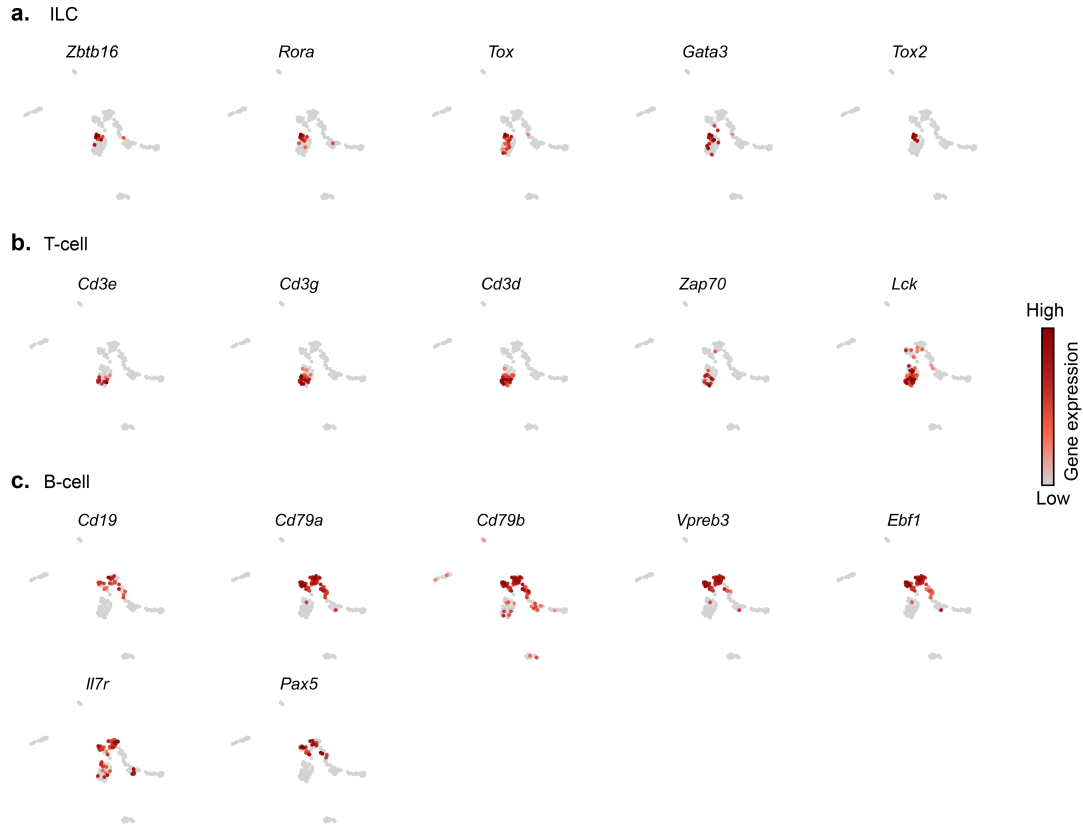 a. ILC
Zbtb16 Rora Tox Gata3 Tox2
b. T-cell
Cd3e Cd3g Cd3d Zap70 Lck
High
Gene expression
Low
c. B-cell
Cd19 Cd79a Cd79b Vpreb3 Ebf1
Il7r Pax5